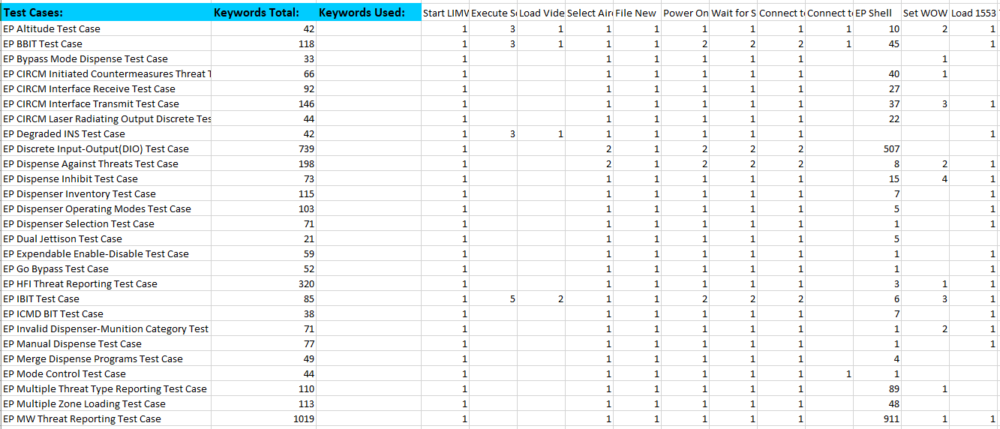 Test Cases: Keywords Total: Keywords Used: Start LIMV Execute Se Load Vide Select Airc File New Power On Wait for S Connect to Connect to EP Shell Set WOW Load 1553
EP Altitude Test Case 42 1 3 1 1 1 1 1 1 1 10 2 1
EP BBIT Test Case 118 1 3 1 1 1 2 2 2 1 45 1
EP Bypass Mode Dispense Test Case 33 1 1 1 1 1 1 1
EP CIRCM Initiated Countermeasures Threat T 66 1 1 1 1 1 1 40 1
EP CIRCM Interface Receive Test Case 92 1 1 1 1 1 1 27
EP CIRCM Interface Transmit Test Case 146 1 1 1 1 1 1 37 3 1
EP CIRCM Laser Radiating Output Discrete Tes 44 1 1 1 1 1 1 22
EP Degraded INS Test Case 42 1 3 1 1 1 1 1 1 1
EP Discrete Input-Output(DIO) Test Case 739 1 2 1 2 2 2 507
EP Dispense Against Threats Test Case 198 1 2 1 2 2 2 8 2 1
EP Dispense Inhibit Test Case 73 1 1 1 1 1 1 15 4 1
EP Dispenser Inventory Test Case 115 1 1 1 1 1 1 7 1
EP Dispenser Operating Modes Test Case 103 1 1 1 1 1 1 5 1
EP Dispenser Selection Test Case 71 1 1 1 1 1 1 1 1
EP Dual Jettison Test Case 21 1 1 1 1 1 1 5
EP Expendable Enable-Disable Test Case 59 1 1 1 1 1 1 1 1
EP Go Bypass Test Case 52 1 1 1 1 1 1 1 1
EP HFI Threat Reporting Test Case 320 1 1 1 1 1 1 3 1 1
EP IBIT Test Case 85 1 5 2 1 1 2 2 2 6 3 1
EP ICMD BIT Test Case 38 1 1 1 1 1 1 7 1
EP Invalid Dispenser-Munition Category Test 71 1 1 1 1 1 1 1 2 1
EP Manual Dispense Test Case 77 1 1 1 1 1 1 1 1
EP Merge Dispense Programs Test Case 49 1 1 1 1 1 1 4
EP Mode Control Test Case 44 1 1 1 1 1 1 1 1
EP Multiple Threat Type Reporting Test Case 110 1 1 1 1 1 1 89 1
EP Multiple Zone Loading Test Case 113 1 1 1 1 1 1 48
EP MW Threat Reporting Test Case 1019 1 1 1 1 1 1 911 1 1